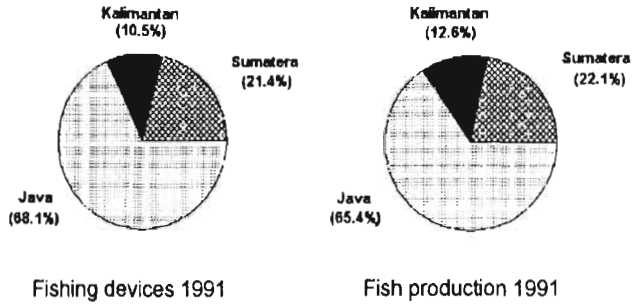 Kalimantan
(10.5%)
Sumatera
(21.4%)
Java
(68.1%)
Fishing devices 1991
Kalimantan
(12.6%)
Sumatera
(22.1%)
Java
(65.4%)
Fish production 1991